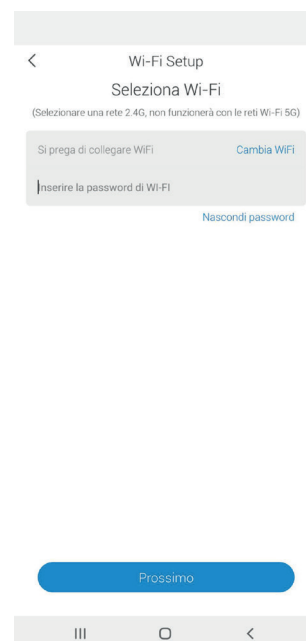 Wi-Fi Setup
Seleziona Wi-Fi
(Selezionare una rete 2.4G, non funzionerà con le reti Wi-Fi 5G)
Si prega di collegare WiFi Cambia WiFi
Inserire la password di WI-FI
Nascondi password
Prossimo